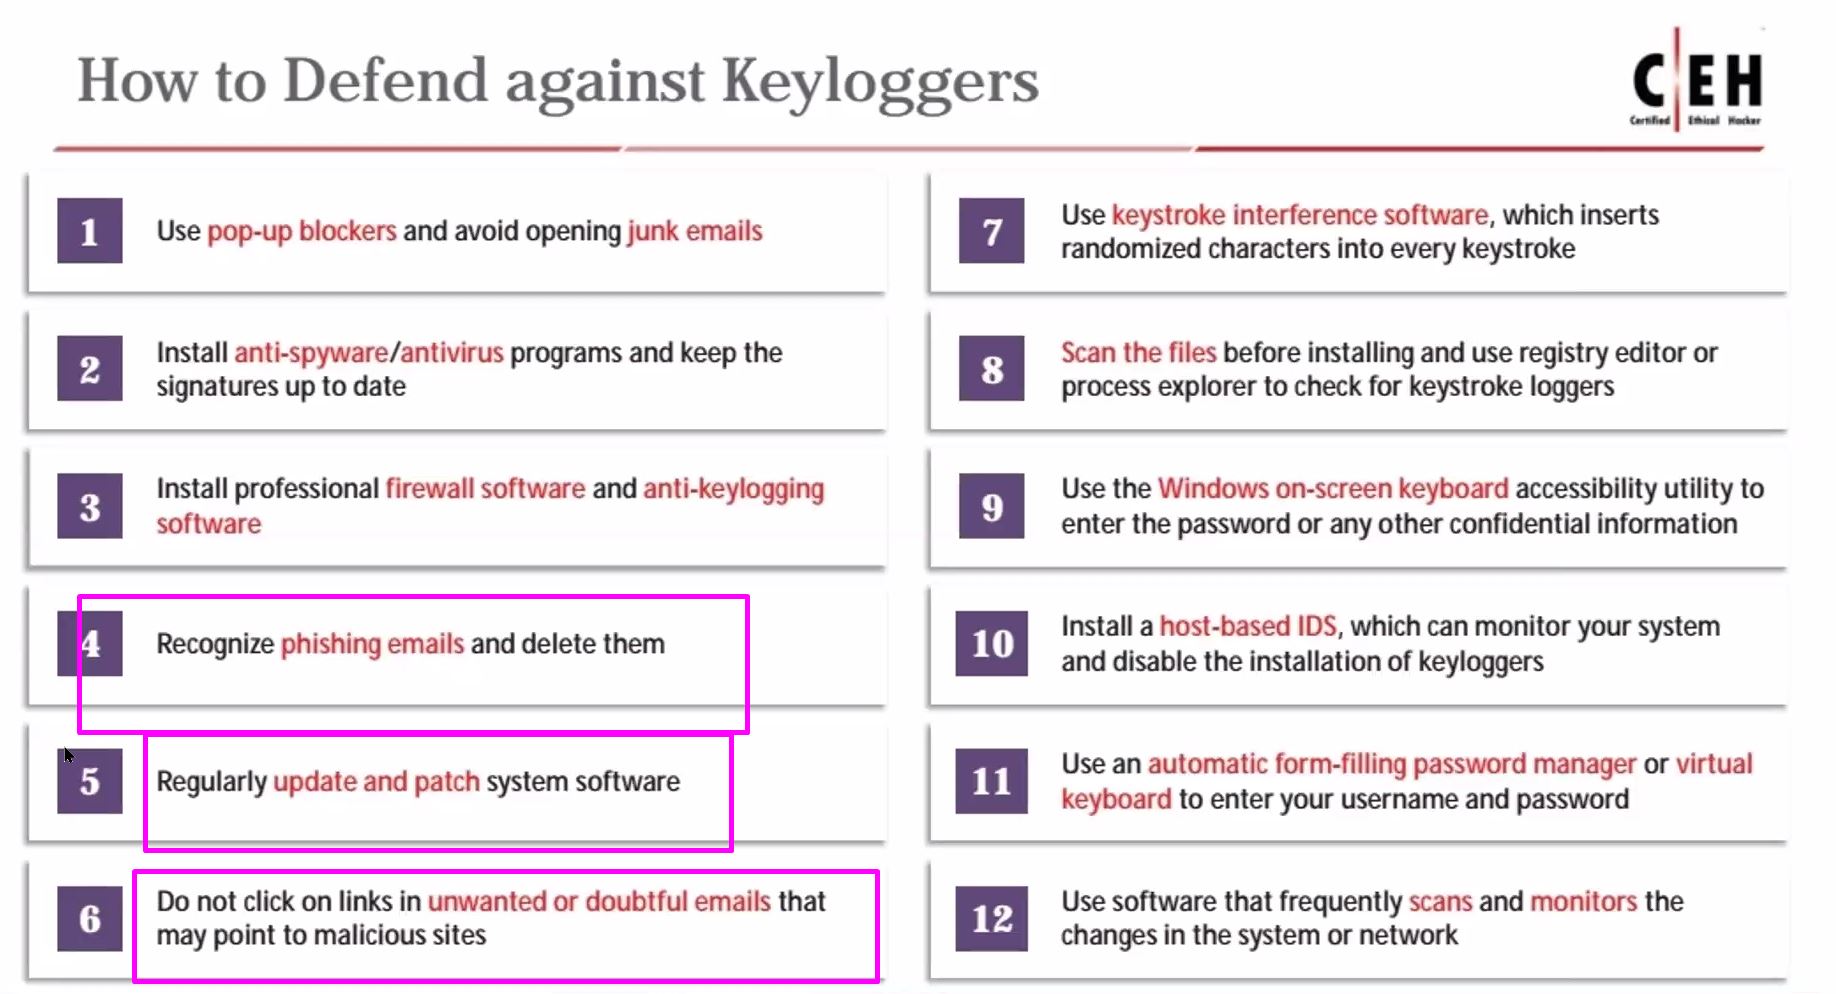 How to Defend against Keyloggers
C|EH
Certified Ethical Hacker
1
Use pop-up blockers and avoid opening junk emails
2
Install anti-spyware/antivirus programs and keep the
signatures up to date
3
Install professional firewall software and anti-keylogging
software
4
Recognize phishing emails and delete them
5
Regularly update and patch system software
6
Do not click on links in unwanted or doubtful emails that
may point to malicious sites
7
Use keystroke interference software, which inserts
randomized characters into every keystroke
8
Scan the files before installing and use registry editor or
process explorer to check for keystroke loggers
9
Use the Windows on-screen keyboard accessibility utility to
enter the password or any other confidential information
10
Install a host-based IDS, which can monitor your system
and disable the installation of keyloggers
11
Use an automatic form-filling password manager or virtual
keyboard to enter your username and password
12
Use software that frequently scans and monitors the
changes in the system or network